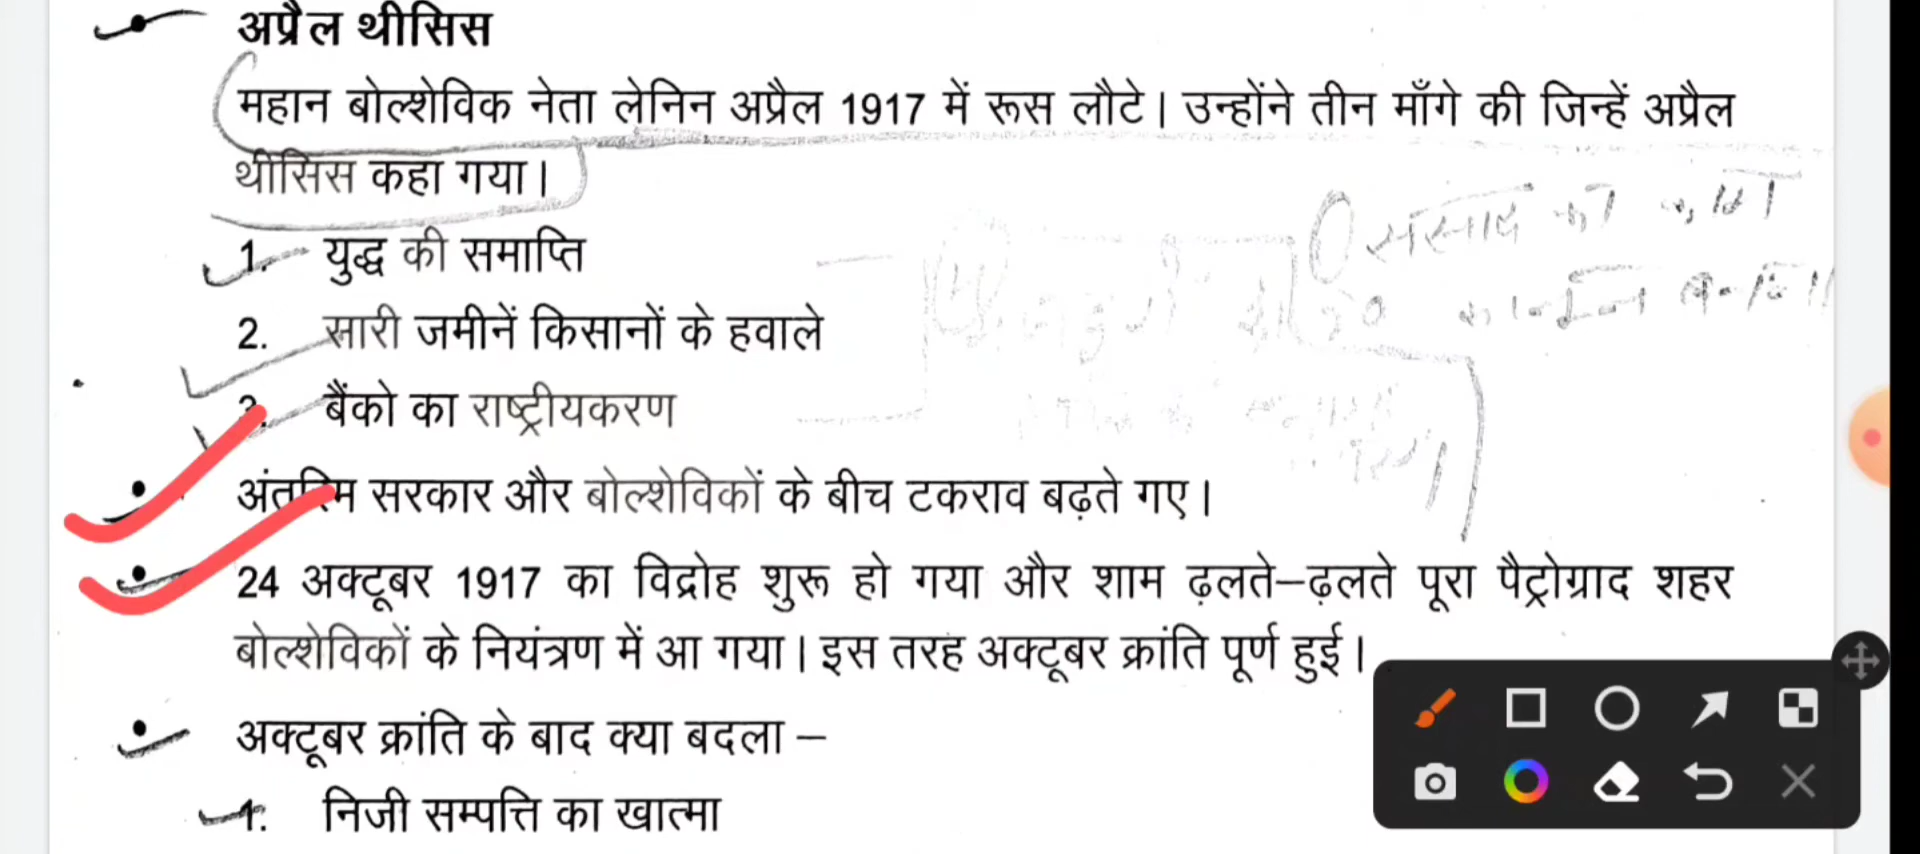 अप्रैल थीसिस
महान बोल्शेविक नेता लेनिन अप्रैल 1917 में रूस लौटे। उन्होंने तीन माँगे की जिन्हें अप्रैल
थीसिस कहा गया।
1. युद्ध की समाप्ति
2. सारी जमीनें किसानों के हवाले
3. बैंको का राष्ट्रीयकरण
अंतरिम सरकार और बोल्शेविकों के बीच टकराव बढ़ते गए।
24 अक्टूबर 1917 का विद्रोह शुरू हो गया और शाम ढ़लते–ढ़लते पूरा पैट्रोग्राद शहर
बोल्शेविकों के नियंत्रण में आ गया। इस तरह अक्टूबर क्रांति पूर्ण हुई।
अक्टूबर क्रांति के बाद क्या बदला –
1. निजी सम्पत्ति का खात्मा